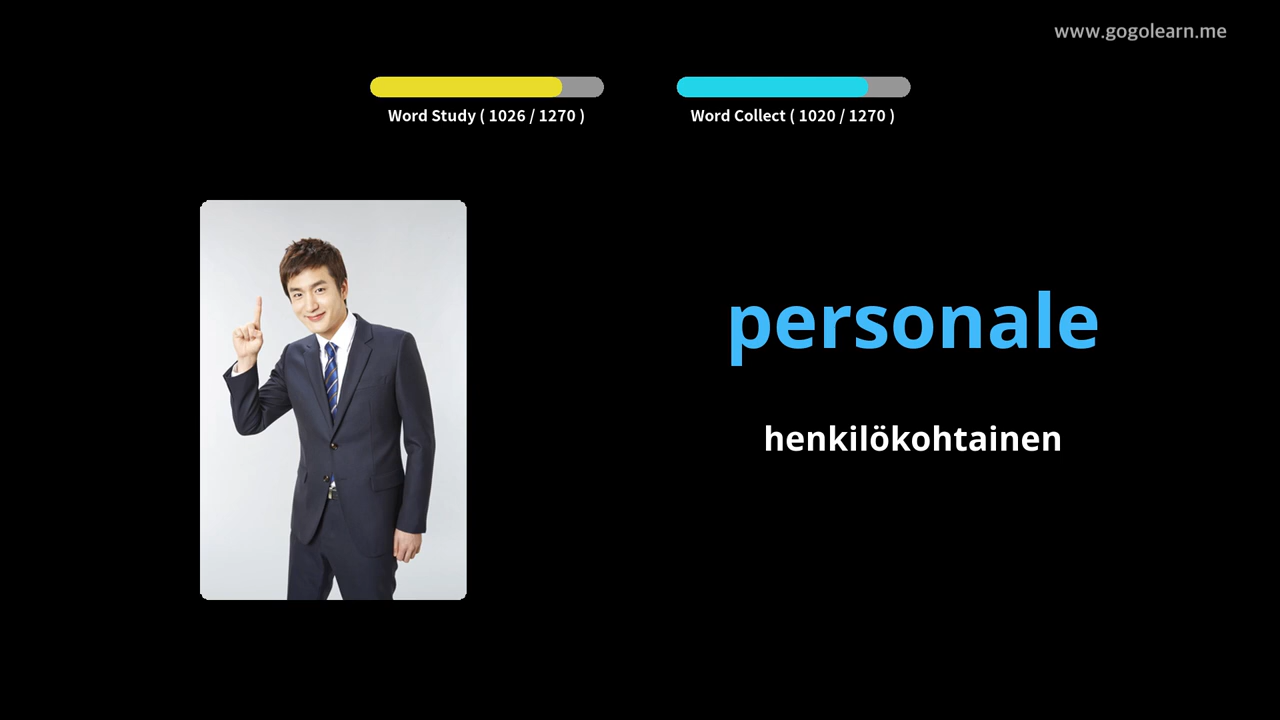 www.gogolearn.me
Word Study ( 1026 / 1270 )
Word Collect ( 1020 / 1270 )
personale
henkilökohtainen